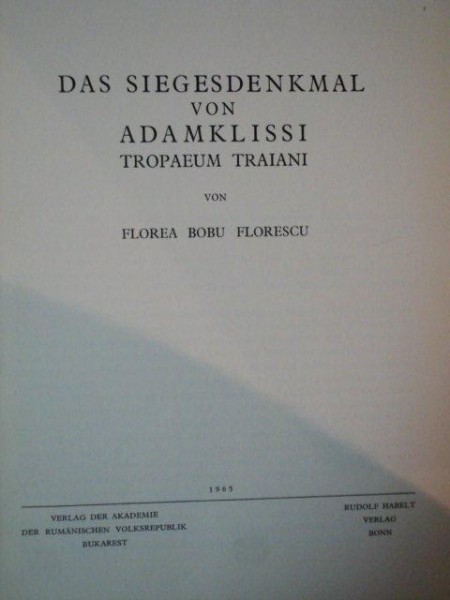 DAS SIEGESDENKMAL
VON
ADAMKLISSI
TROPAEUM TRAIANI
VON
FLOREA BOBU FLORESCU
1965
VERLAG DER AKADEMIE
DER RUMÄNISCHEN VOLKSREPUBLIK
BUKAREST
RUDOLF HABELT
VERLAG
BONN